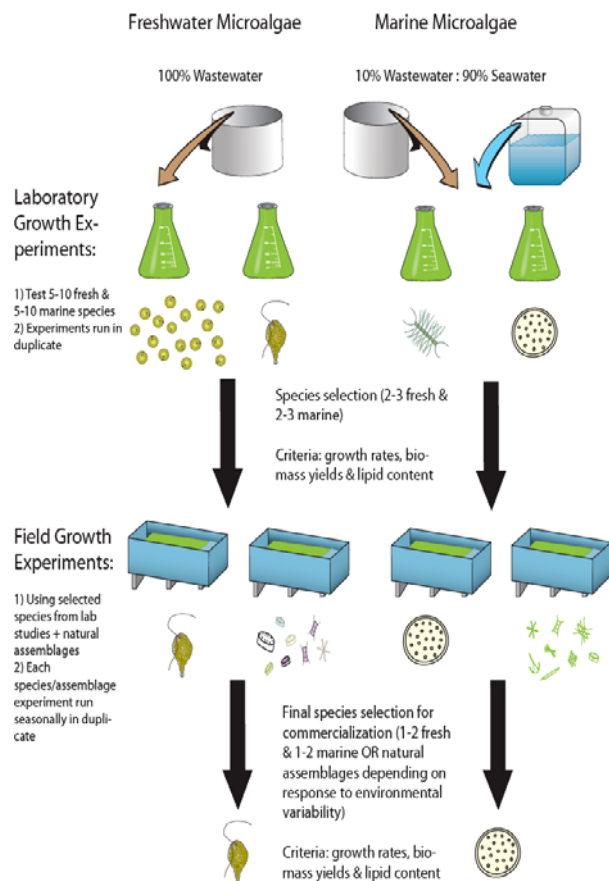 Freshwater Microalgae
Marine Microalgae
100% Wastewater
10% Wastewater : 90% Seawater
Laboratory
Growth Ex-
periments:
1) Test 5-10 fresh &
5-10 marine species
2) Experiments run in
duplicate
Species selection (2-3 fresh &
2-3 marine)
Criteria: growth rates, bio-
mass yields & lipid content
Field Growth
Experiments:
1) Using selected
species from lab
studies + natural
assemblages
2) Each
species/assemblage
experiment run
seasonally in dupli-
cate
Final species selection for
commercialization (1-2 fresh
& 1-2 marine OR natural
assemblages depending on
response to environmental
variability)
Criteria: growth rates, bio-
mass yields & lipid content